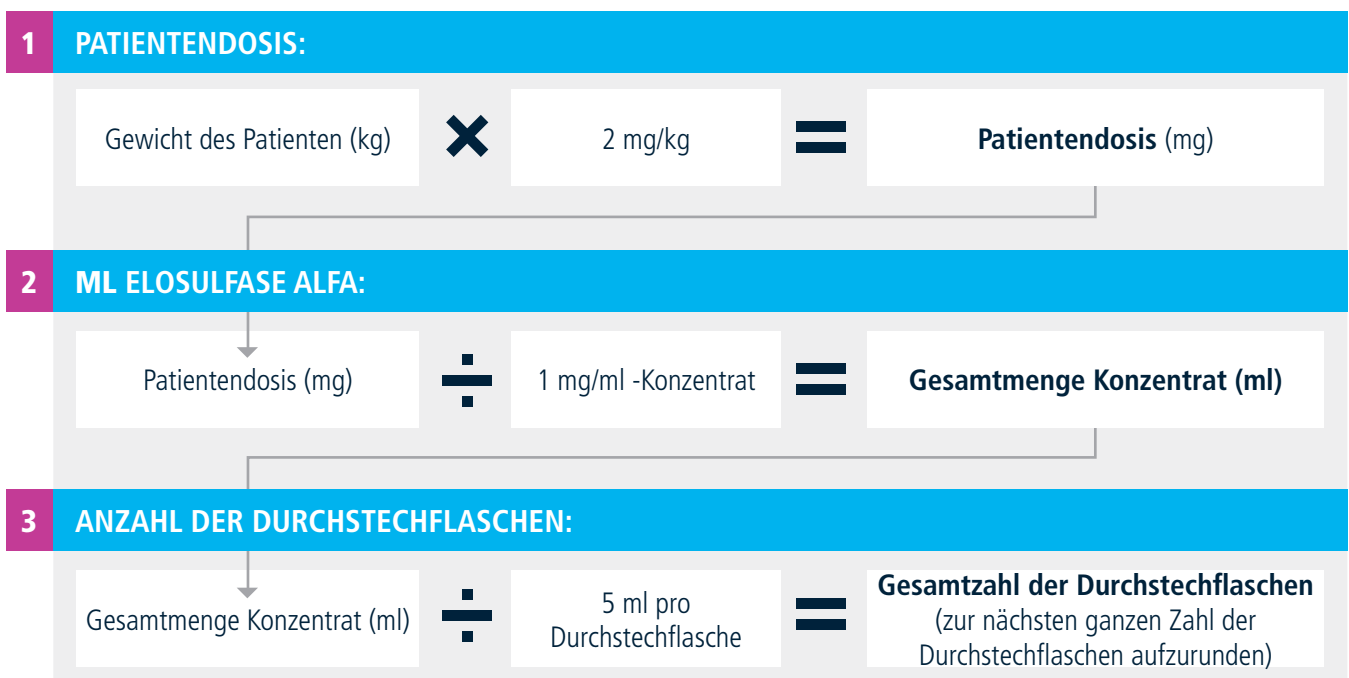 1 PATIENTENDOSIS:
Gewicht des Patienten (kg) × 2 mg/kg = Patientendosis (mg)
2 ML ELOSULFASE ALFA:
Patientendosis (mg) ÷ 1 mg/ml -Konzentrat = Gesamtmenge Konzentrat (ml)
3 ANZAHL DER DURCHSTECHFLASCHEN:
Gesamtmenge Konzentrat (ml) ÷
5 ml pro
Durchstechflasche
=
Gesamtzahl der Durchstechflaschen
(zur nächsten ganzen Zahl der
Durchstechflaschen aufzurunden)